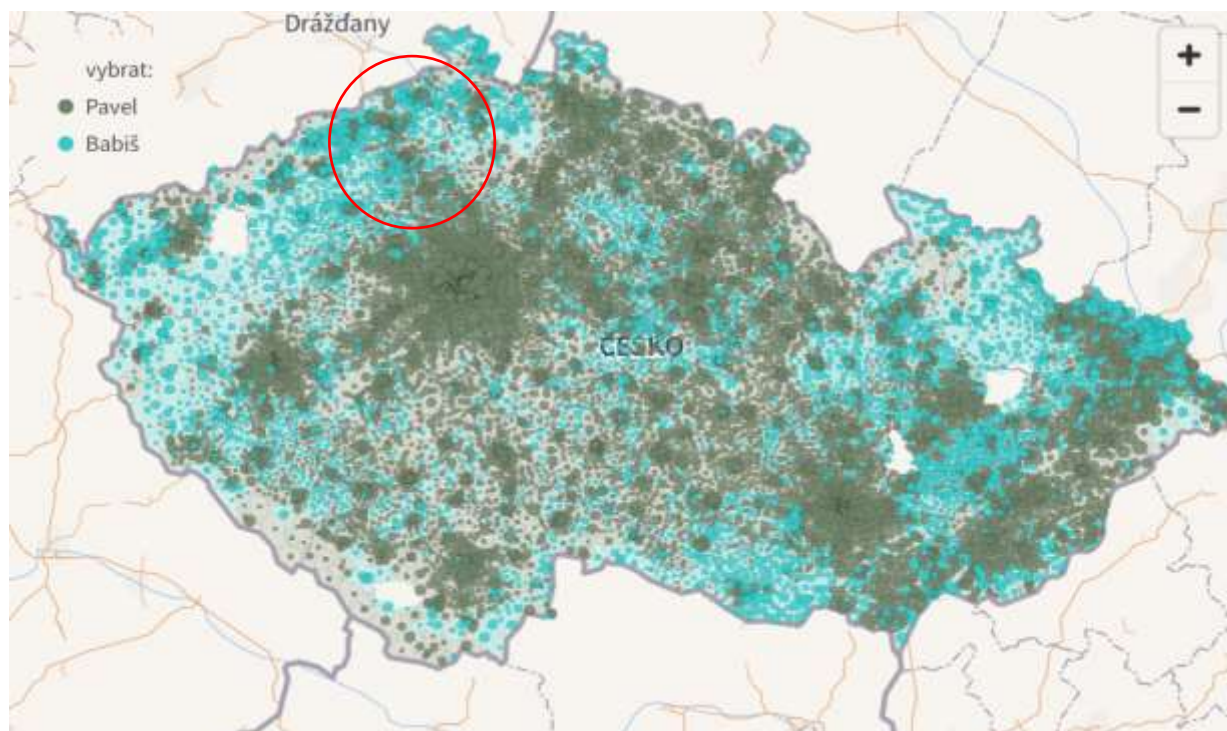 Drážďany
vybrat:
Pavel
Babiš
+
−
ČESKO